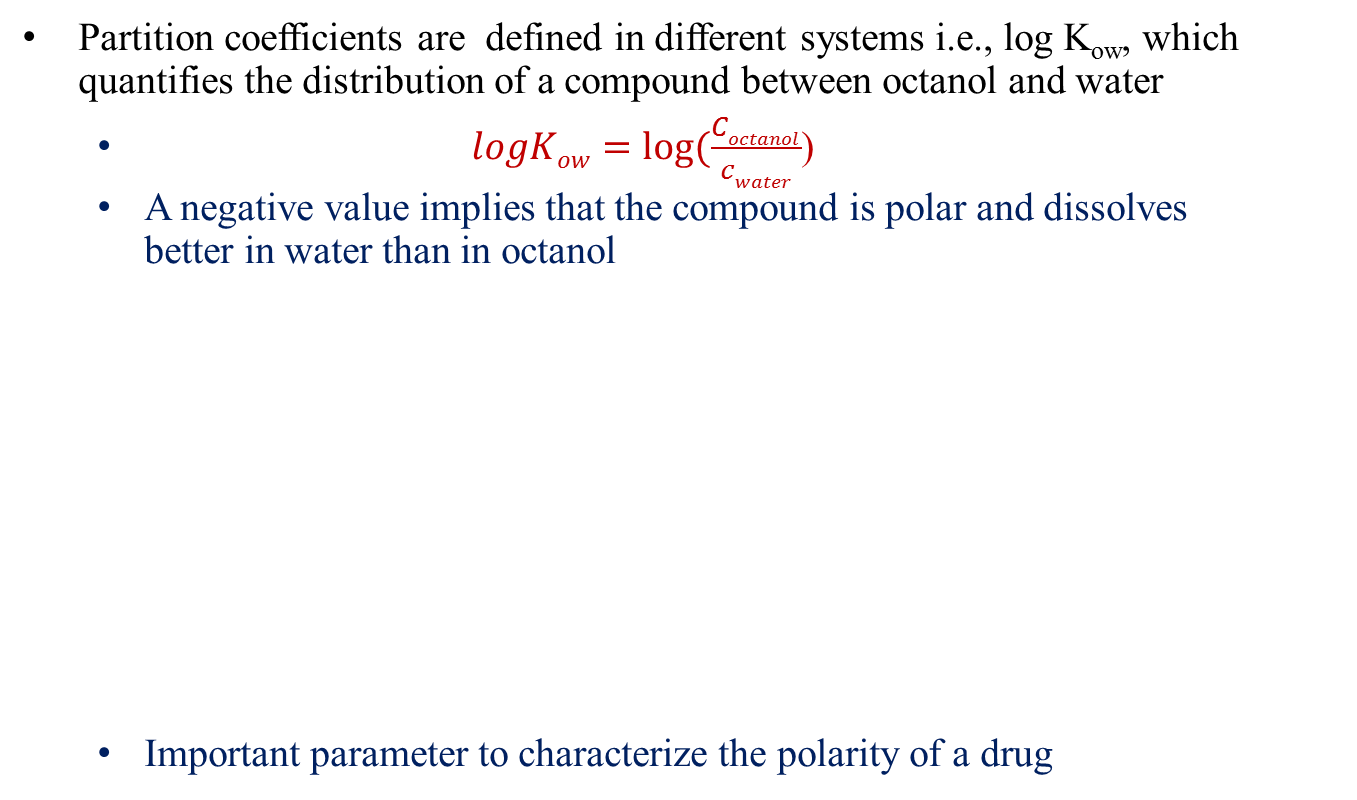 • Partition coefficients are defined in different systems i.e., log Kow, which
quantifies the distribution of a compound between octanol and water
• logKow = log(Coctanol/Cwater)
• A negative value implies that the compound is polar and dissolves
better in water than in octanol
• Important parameter to characterize the polarity of a drug